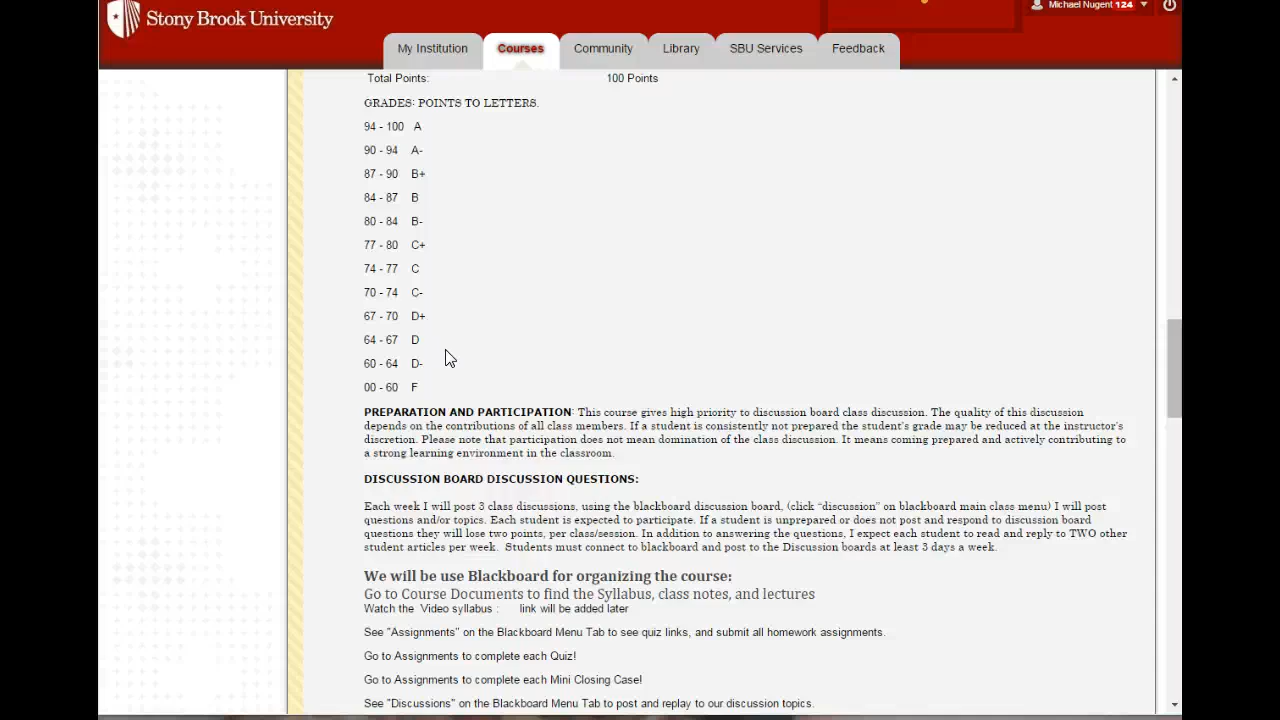 Stony Brook University
Michael Nugent 124
My Institution Courses Community Library SBU Services Feedback
Total Points: 100 Points
GRADES: POINTS TO LETTERS.
94 - 100 A
90 - 94 A-
87 - 90 B+
84 - 87 B
80 - 84 B-
77 - 80 C+
74 - 77 C
70 - 74 C-
67 - 70 D+
64 - 67 D
60 - 64 D-
00 - 60 F
PREPARATION AND PARTICIPATION: This course gives high priority to discussion board class discussion. The quality of this discussion
depends on the contributions of all class members. If a student is consistently not prepared the student's grade may be reduced at the instructor's
discretion. Please note that participation does not mean domination of the class discussion. It means coming prepared and actively contributing to
a strong learning environment in the classroom.
DISCUSSION BOARD DISCUSSION QUESTIONS:
Each week I will post 3 class discussions, using the blackboard discussion board, (click “discussion” on blackboard main class menu) I will post
questions and/or topics. Each student is expected to participate. If a student is unprepared or does not post and respond to discussion board
questions they will lose two points, per class/session. In addition to answering the questions, I expect each student to read and reply to TWO other
student articles per week. Students must connect to blackboard and post to the Discussion boards at least 3 days a week.
We will be use Blackboard for organizing the course:
Go to Course Documents to find the Syllabus, class notes, and lectures
Watch the Video syllabus : link will be added later
See "Assignments" on the Blackboard Menu Tab to see quiz links, and submit all homework assignments.
Go to Assignments to complete each Quiz!
Go to Assignments to complete each Mini Closing Case!
See "Discussions" on the Blackboard Menu Tab to post and replay to our discussion topics.